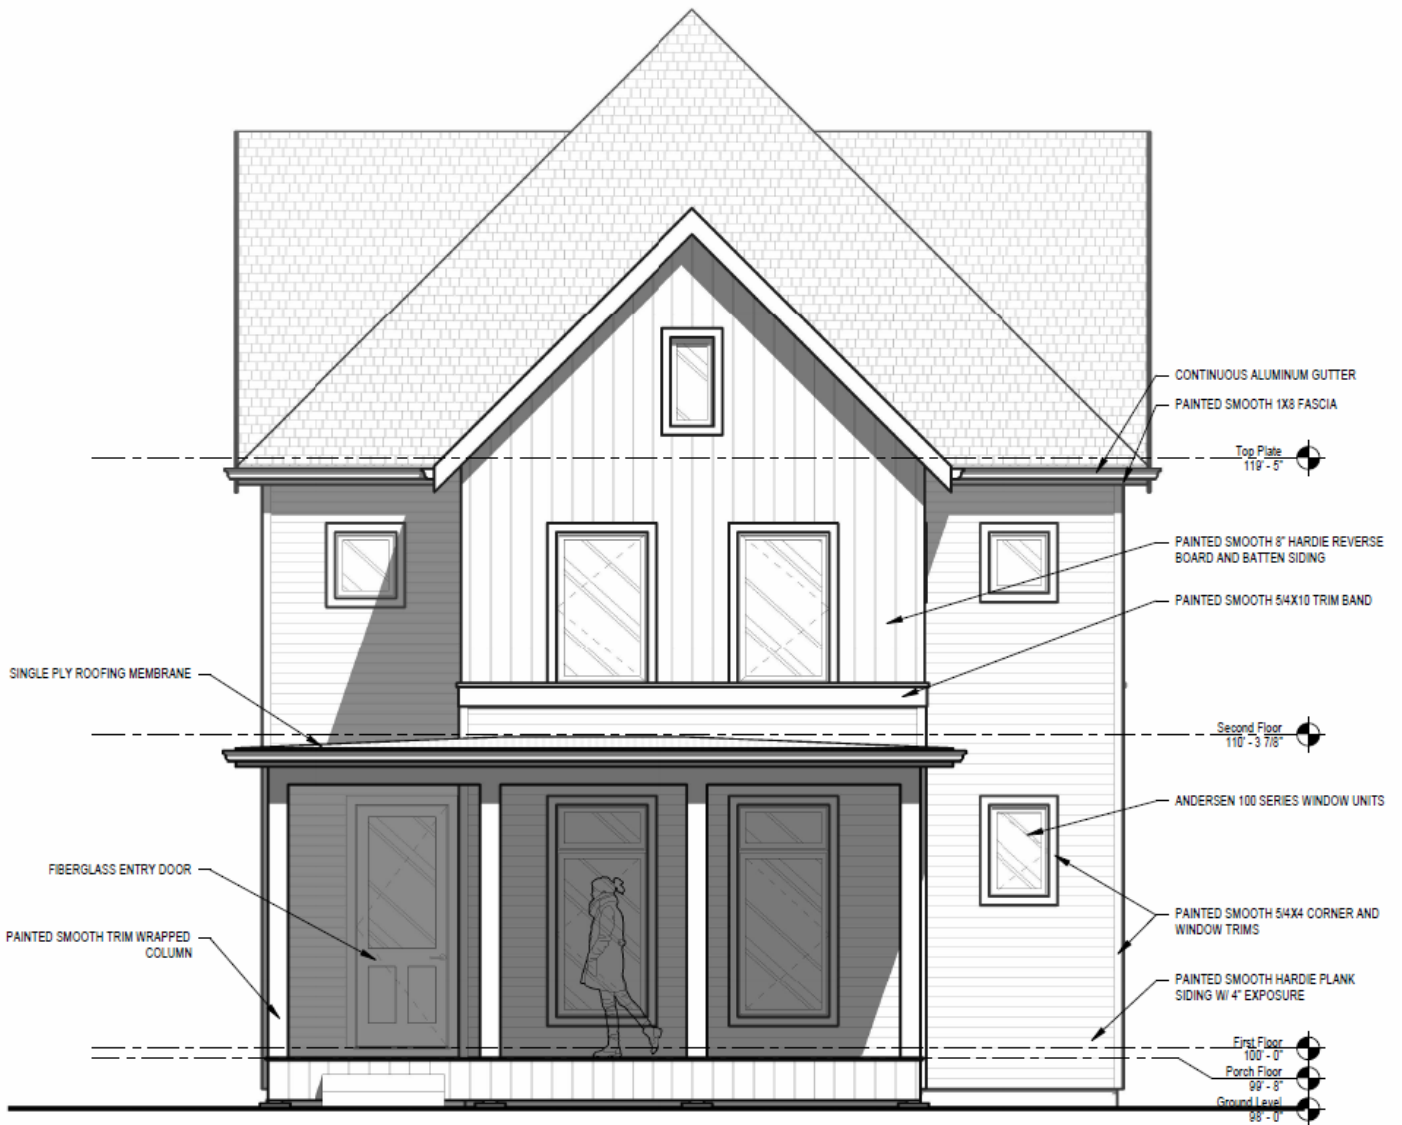 CONTINUOUS ALUMINUM GUTTER
PAINTED SMOOTH 1X8 FASCIA
Top Plate
119' - 5"
PAINTED SMOOTH 8" HARDIE REVERSE
BOARD AND BATTEN SIDING
PAINTED SMOOTH 5/4X10 TRIM BAND
SINGLE PLY ROOFING MEMBRANE
Second Floor
110' - 3 7/8"
ANDERSEN 100 SERIES WINDOW UNITS
FIBERGLASS ENTRY DOOR
PAINTED SMOOTH TRIM WRAPPED
COLUMN
PAINTED SMOOTH 5/4X4 CORNER AND
WINDOW TRIMS
PAINTED SMOOTH HARDIE PLANK
SIDING W/ 4" EXPOSURE
First Floor
100' - 0"
Porch Floor
99' - 8"
Ground Level
98' - 0"